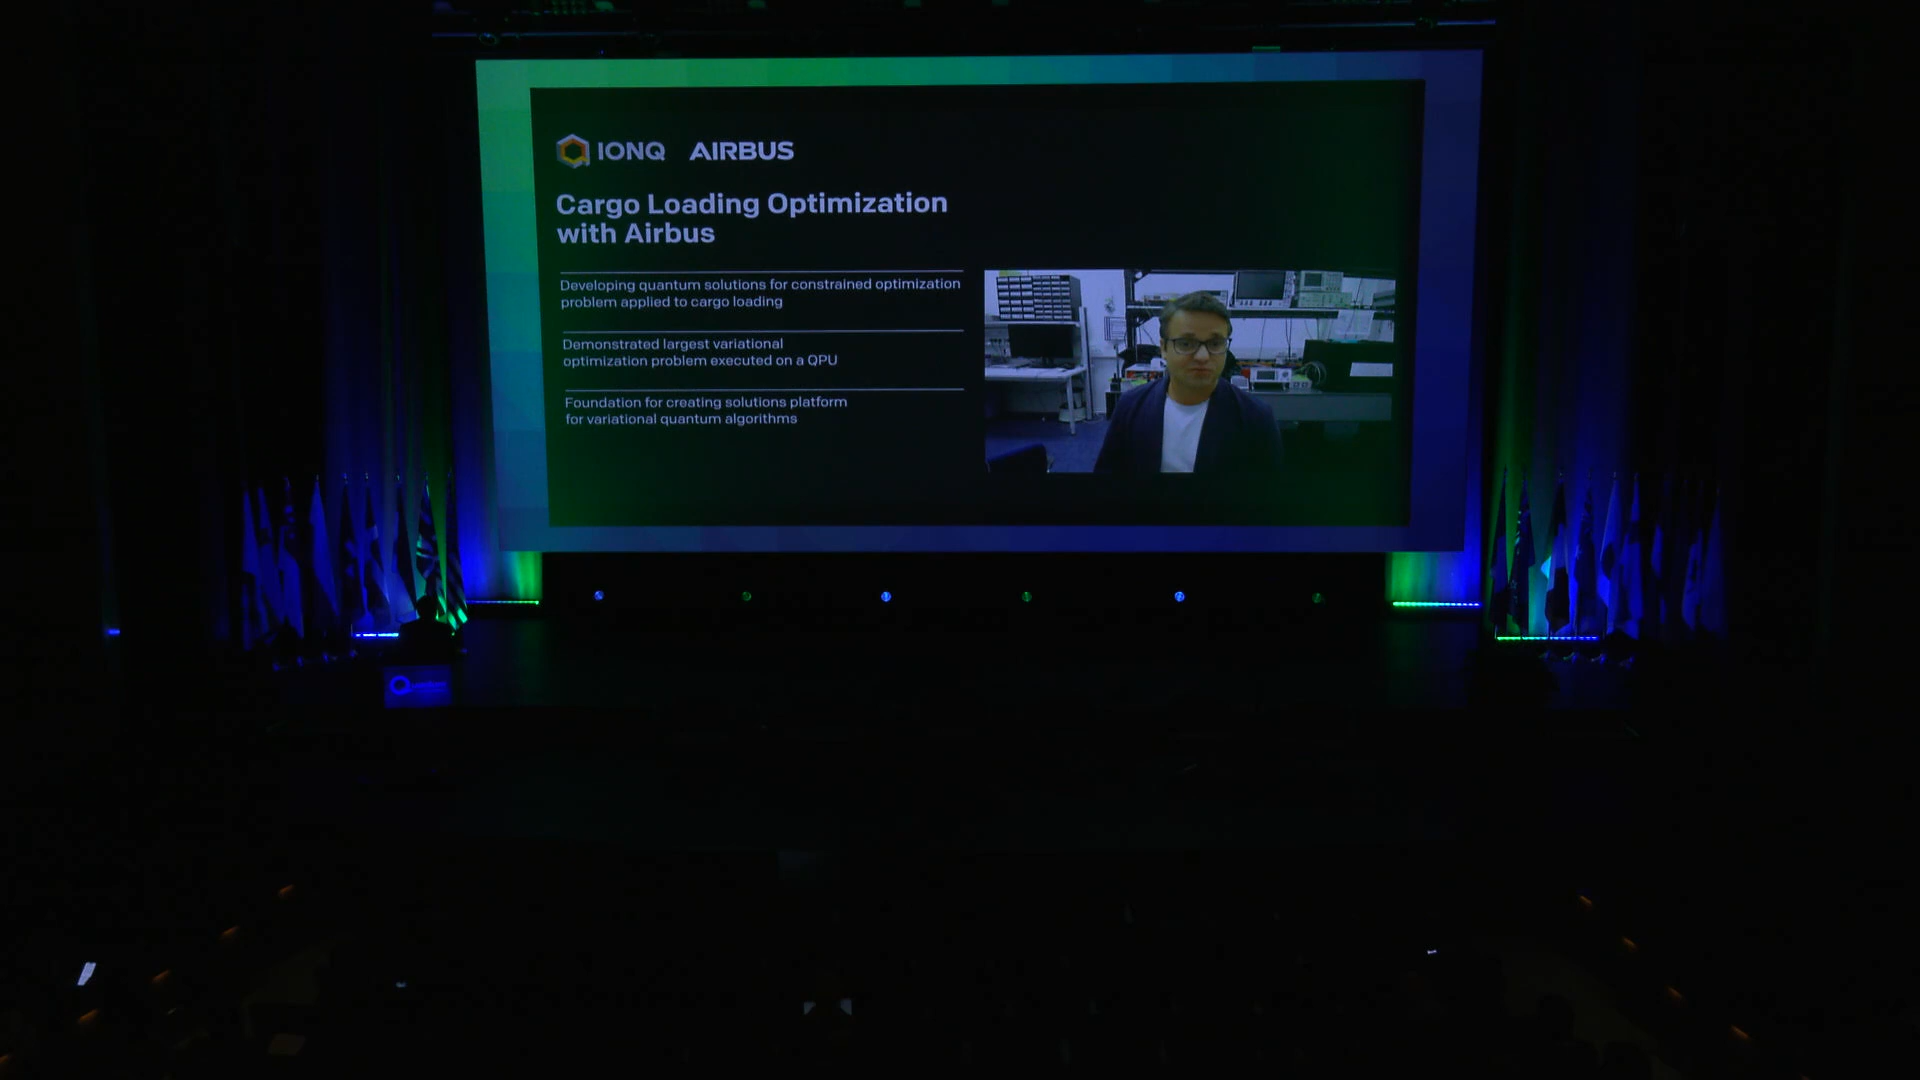 IONQ AIRBUS
Cargo Loading Optimization
with Airbus
Developing quantum solutions for constrained optimization
problem applied to cargo loading
Demonstrated largest variational
optimization problem executed on a QPU
Foundation for creating solutions platform
for variational quantum algorithms